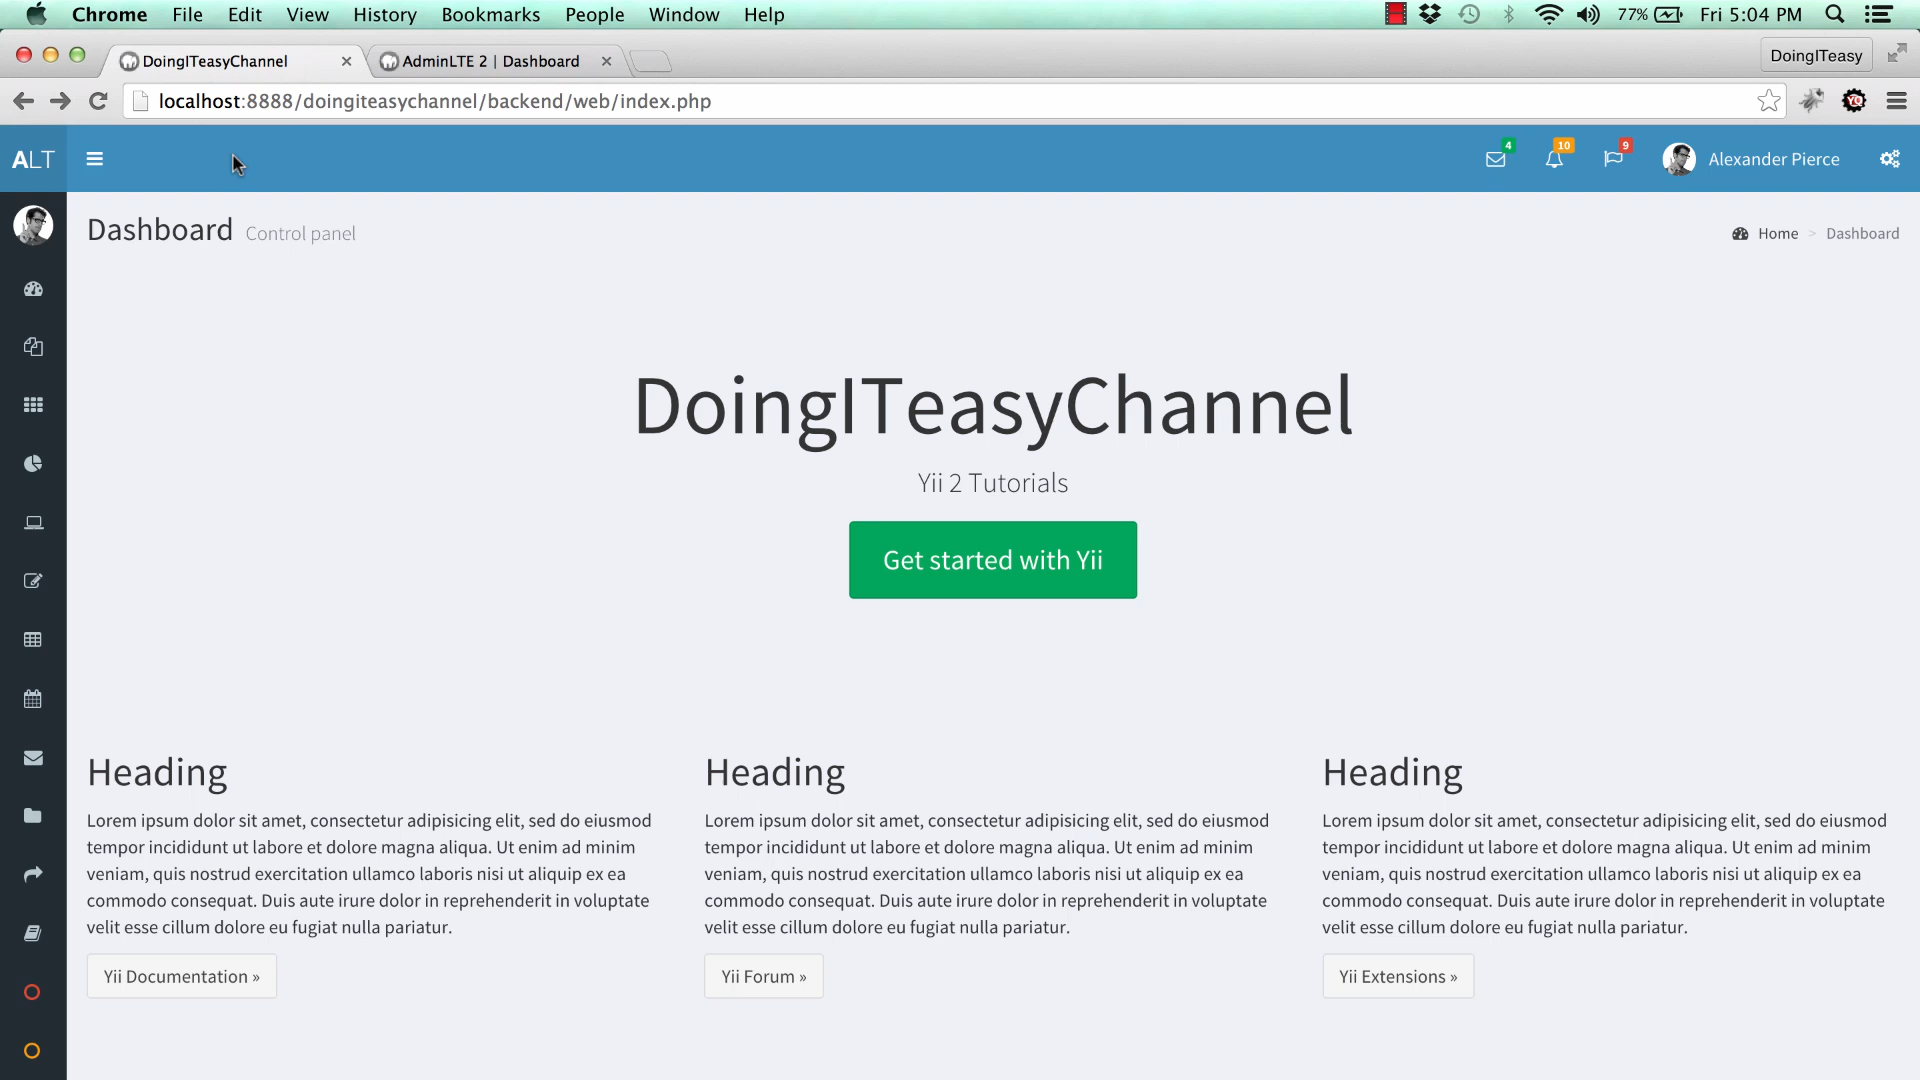 Chrome File Edit View History Bookmarks People Window Help 77% Fri 5:04 PM
DoingITeasyChannel AdminLTE 2 | Dashboard DoingITeasy
localhost:8888/doingiteasychannel/backend/web/index.php YQ
ALT 4 10 9 Alexander Pierce
Dashboard Control panel Home > Dashboard
DoingITeasyChannel
Yii 2 Tutorials
Get started with Yii
Heading
Lorem ipsum dolor sit amet, consectetur adipisicing elit, sed do eiusmod
tempor incididunt ut labore et dolore magna aliqua. Ut enim ad minim
veniam, quis nostrud exercitation ullamco laboris nisi ut aliquip ex ea
commodo consequat. Duis aute irure dolor in reprehenderit in voluptate
velit esse cillum dolore eu fugiat nulla pariatur.
Yii Documentation »
Heading
Lorem ipsum dolor sit amet, consectetur adipisicing elit, sed do eiusmod
tempor incididunt ut labore et dolore magna aliqua. Ut enim ad minim
veniam, quis nostrud exercitation ullamco laboris nisi ut aliquip ex ea
commodo consequat. Duis aute irure dolor in reprehenderit in voluptate
velit esse cillum dolore eu fugiat nulla pariatur.
Yii Forum »
Heading
Lorem ipsum dolor sit amet, consectetur adipisicing elit, sed do eiusmod
tempor incididunt ut labore et dolore magna aliqua. Ut enim ad minim
veniam, quis nostrud exercitation ullamco laboris nisi ut aliquip ex ea
commodo consequat. Duis aute irure dolor in reprehenderit in voluptate
velit esse cillum dolore eu fugiat nulla pariatur.
Yii Extensions »